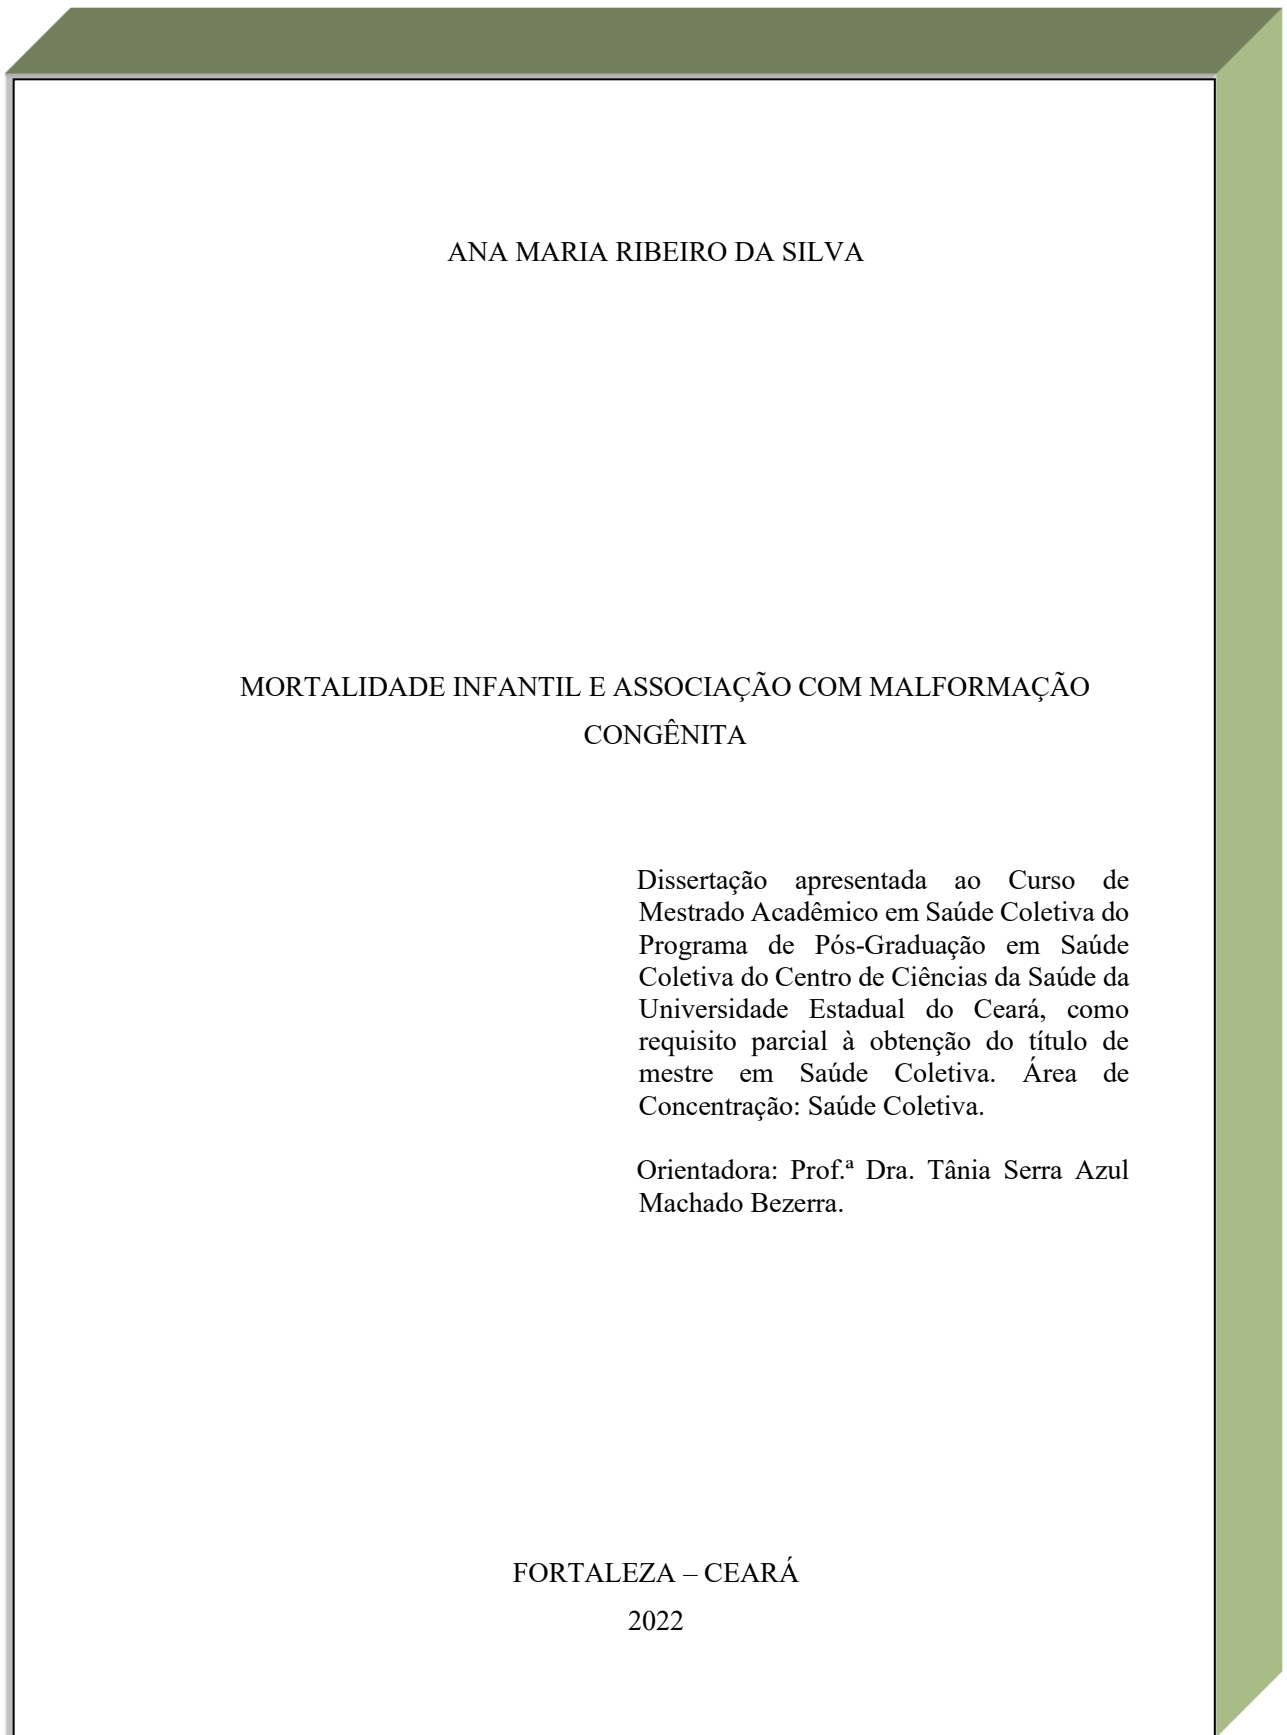 ANA MARIA RIBEIRO DA SILVA
MORTALIDADE INFANTIL E ASSOCIAÇÃO COM MALFORMAÇÃO
CONGÊNITA
Dissertação apresentada ao Curso de
Mestrado Acadêmico em Saúde Coletiva do
Programa de Pós-Graduação em Saúde
Coletiva do Centro de Ciências da Saúde da
Universidade Estadual do Ceará, como
requisito parcial à obtenção do título de
mestre em Saúde Coletiva. Área de
Concentração: Saúde Coletiva.
Orientadora: Prof.ª Dra. Tânia Serra Azul
Machado Bezerra.
FORTALEZA – CEARÁ
2022